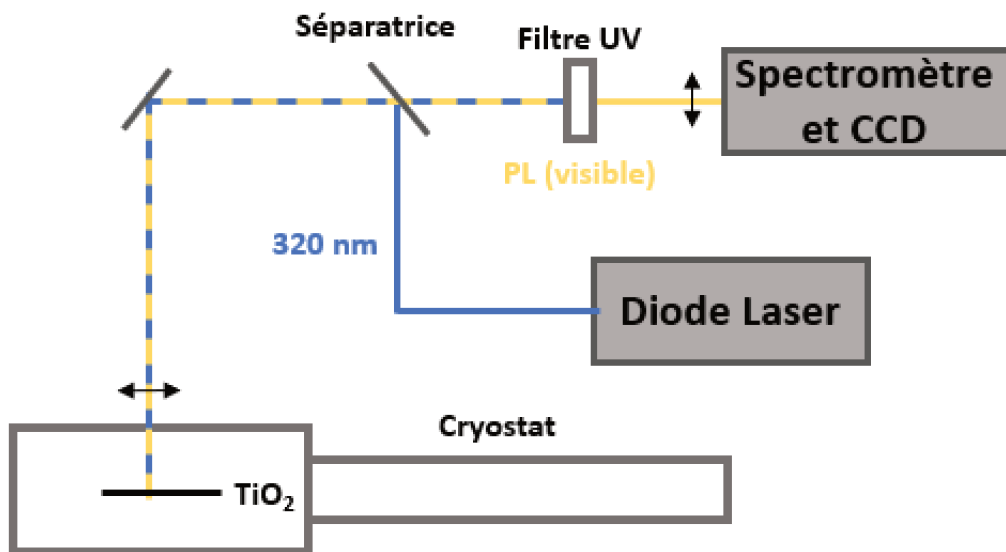 Séparatrice
Filtre UV
Spectromètre
et CCD
PL (visible)
320 nm
Diode Laser
Cryostat
TiO₂